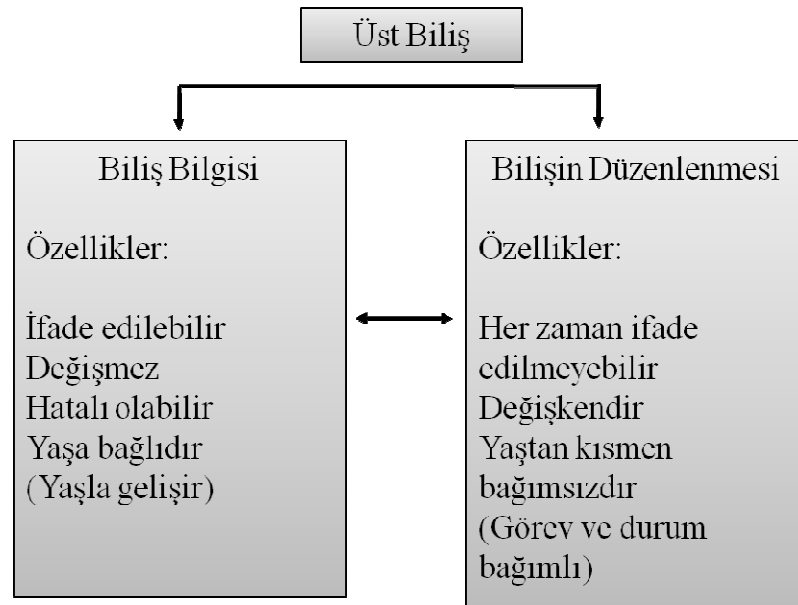 Üst Biliş
Biliş Bilgisi
Özellikler:
İfade edilebilir
Değişmez
Hatalı olabilir
Yaşa bağlıdır
(Yaşla gelişir)
Bilişin Düzenlenmesi
Özellikler:
Her zaman ifade
edilmeyebilir
Değişkendir
Yaştan kısmen
bağımsızdır
(Görev ve durum
bağımlı)